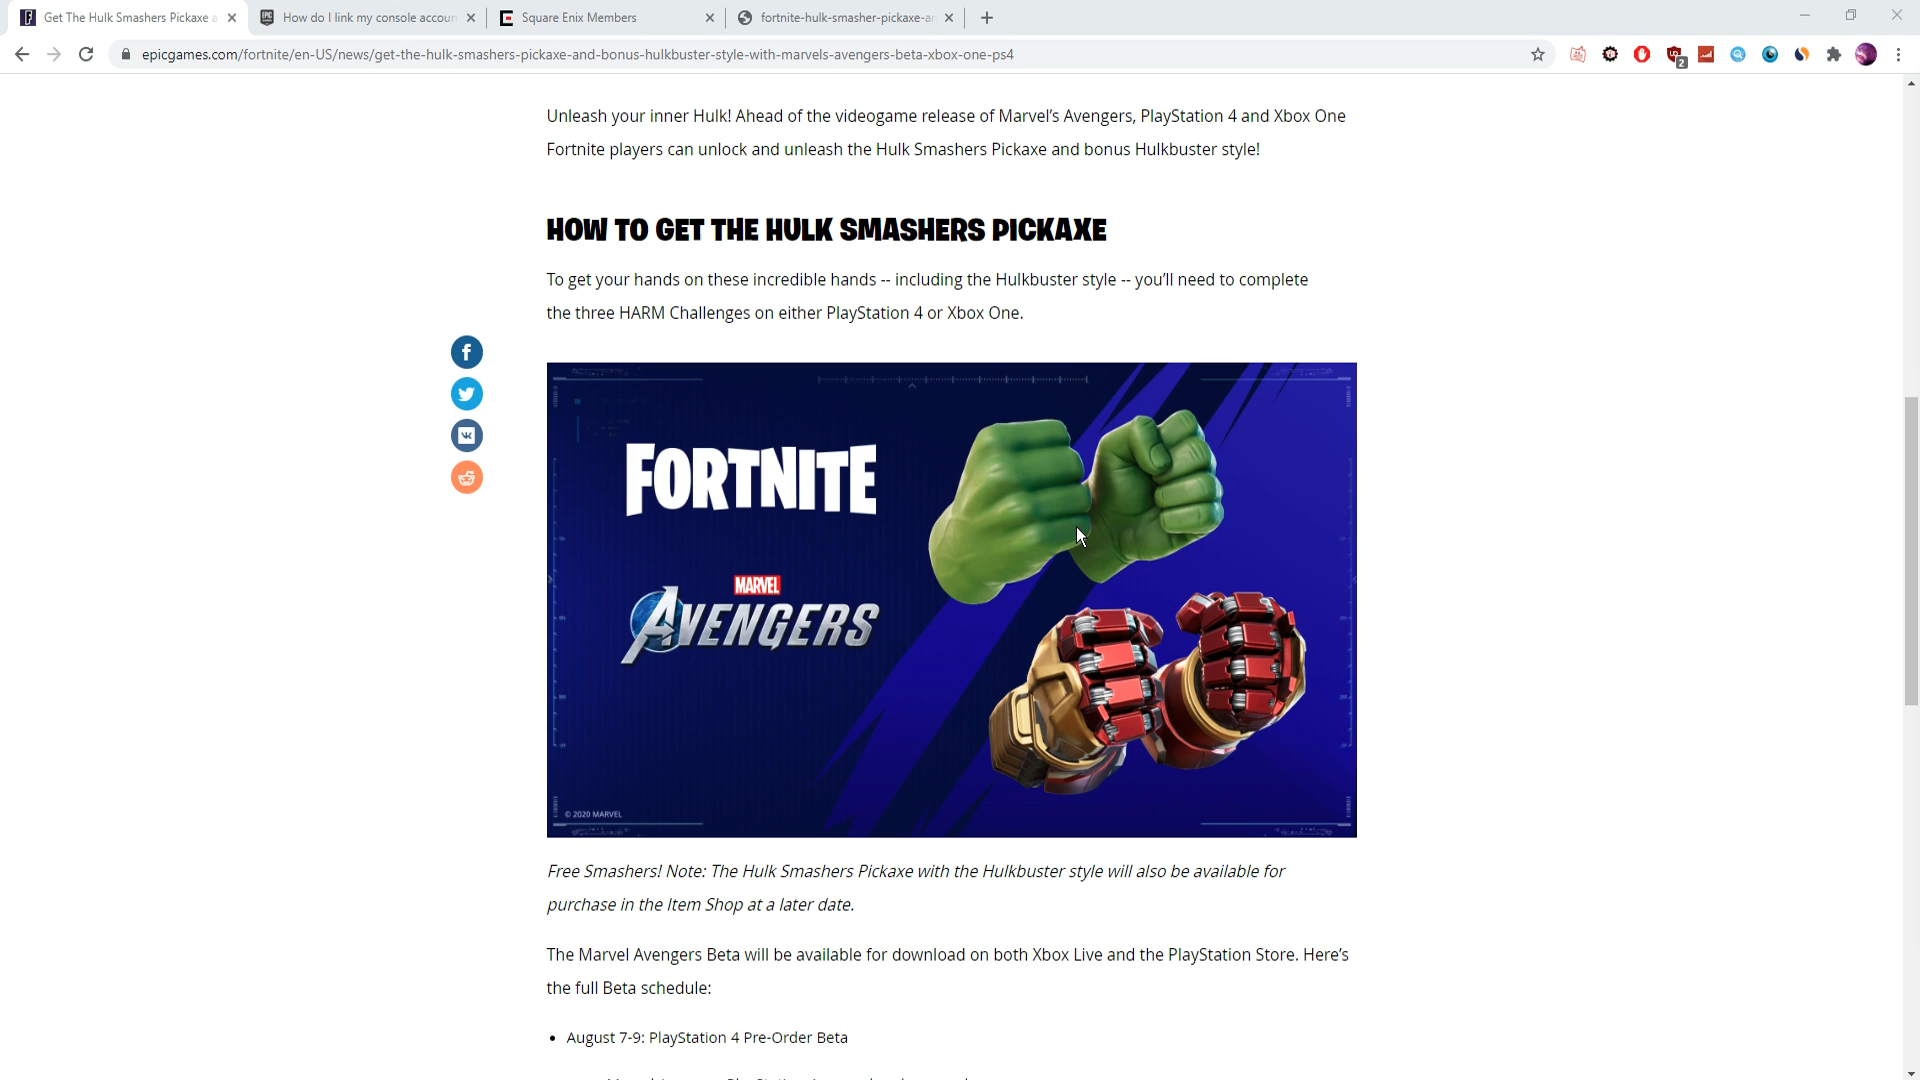 Get The Hulk Smashers Pickaxe a
How do I link my console accoun
Square Enix Members
fortnite-hulk-smasher-pickaxe-ar
epicgames.com/fortnite/en-US/news/get-the-hulk-smashers-pickaxe-and-bonus-hulkbuster-style-with-marvels-avengers-beta-xbox-one-ps4
2
Unleash your inner Hulk! Ahead of the videogame release of Marvel's Avengers, PlayStation 4 and Xbox One
Fortnite players can unlock and unleash the Hulk Smashers Pickaxe and bonus Hulkbuster style!
HOW TO GET THE HULK SMASHERS PICKAXE
To get your hands on these incredible hands -- including the Hulkbuster style -- you'll need to complete
the three HARM Challenges on either PlayStation 4 or Xbox One.
FORTNITE
MARVEL
AVENGERS
© 2020 MARVEL
Free Smashers! Note: The Hulk Smashers Pickaxe with the Hulkbuster style will also be available for
purchase in the Item Shop at a later date.
The Marvel Avengers Beta will be available for download on both Xbox Live and the PlayStation Store. Here's
the full Beta schedule:
• August 7-9: PlayStation 4 Pre-Order Beta